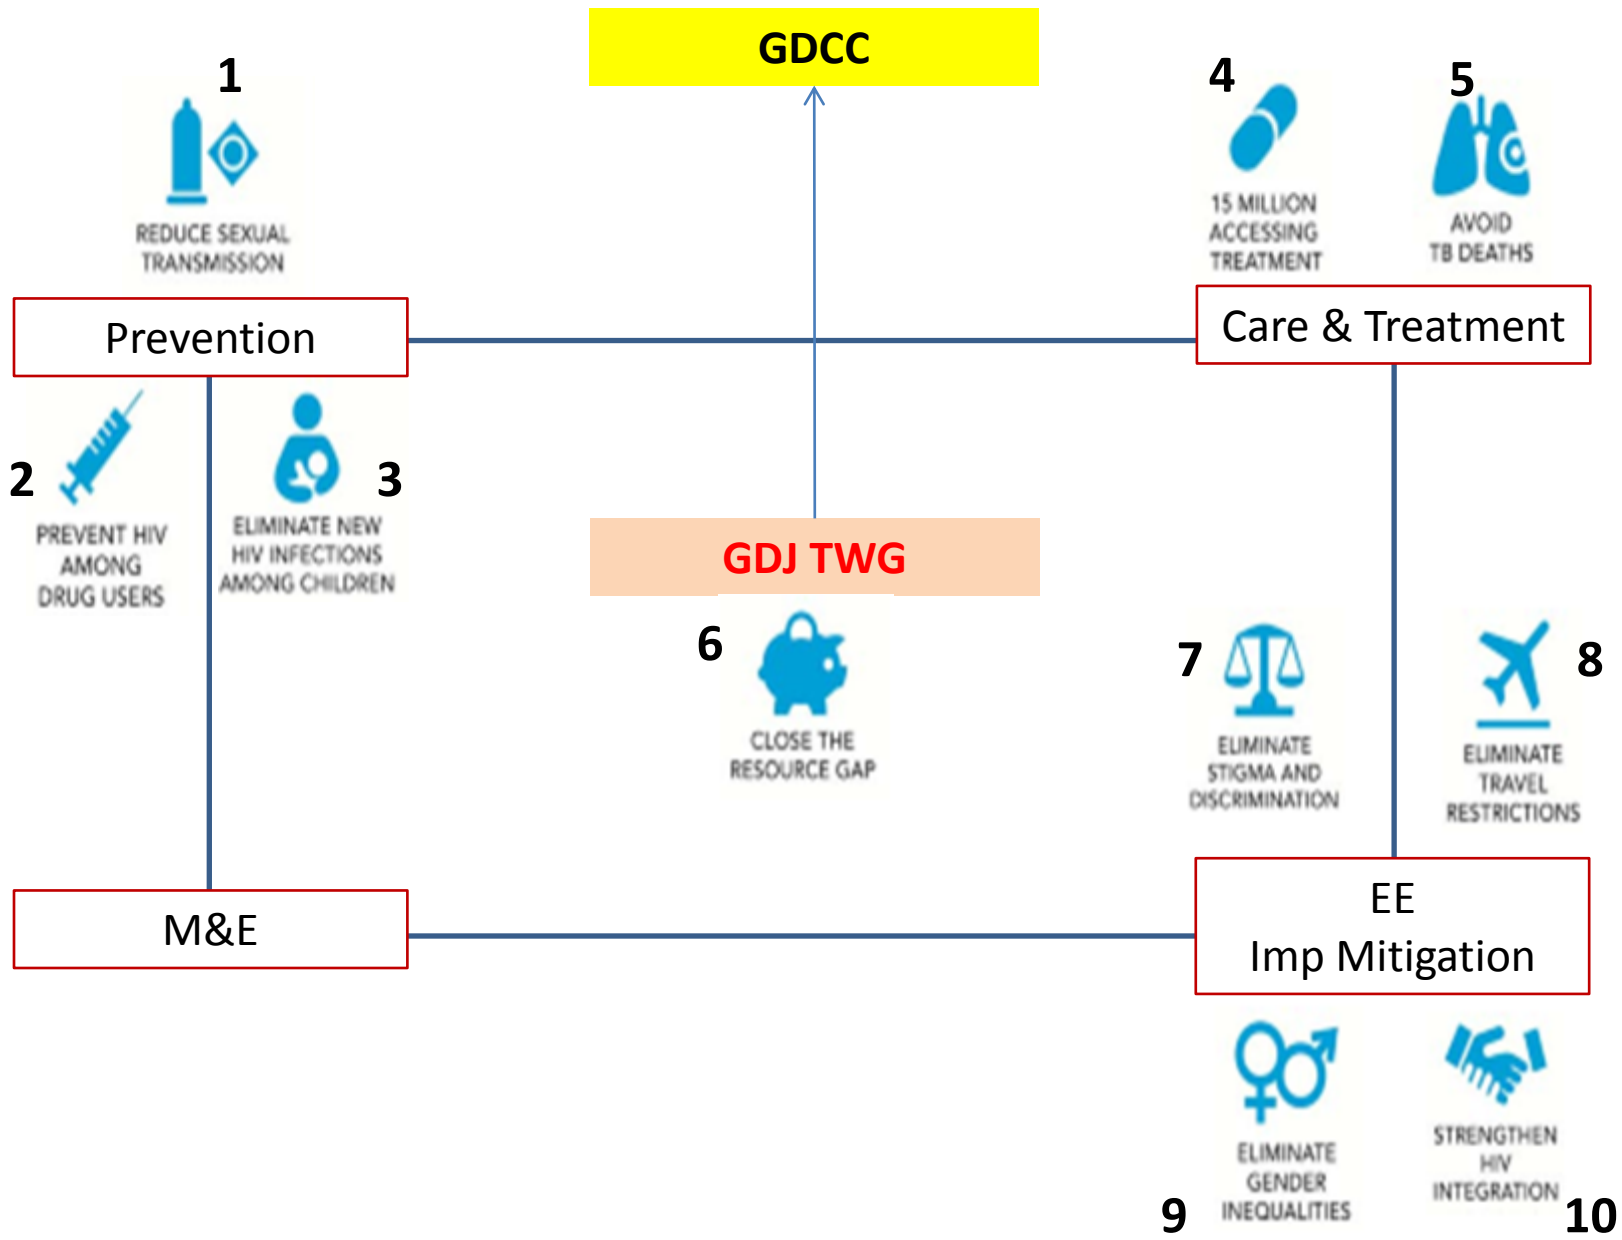 GDCC
1
REDUCE SEXUAL
TRANSMISSION
4
15 MILLION
ACCESSING
TREATMENT
5
AVOID
TB DEATHS
Prevention
Care & Treatment
2
PREVENT HIV
AMONG
DRUG USERS
3
ELIMINATE NEW
HIV INFECTIONS
AMONG CHILDREN
GDJ TWG
6
CLOSE THE
RESOURCE GAP
7
ELIMINATE
STIGMA AND
DISCRIMINATION
8
ELIMINATE
TRAVEL
RESTRICTIONS
M&E
EE
Imp Mitigation
9
ELIMINATE
GENDER
INEQUALITIES
STRENGTHEN
HIV
INTEGRATION
10